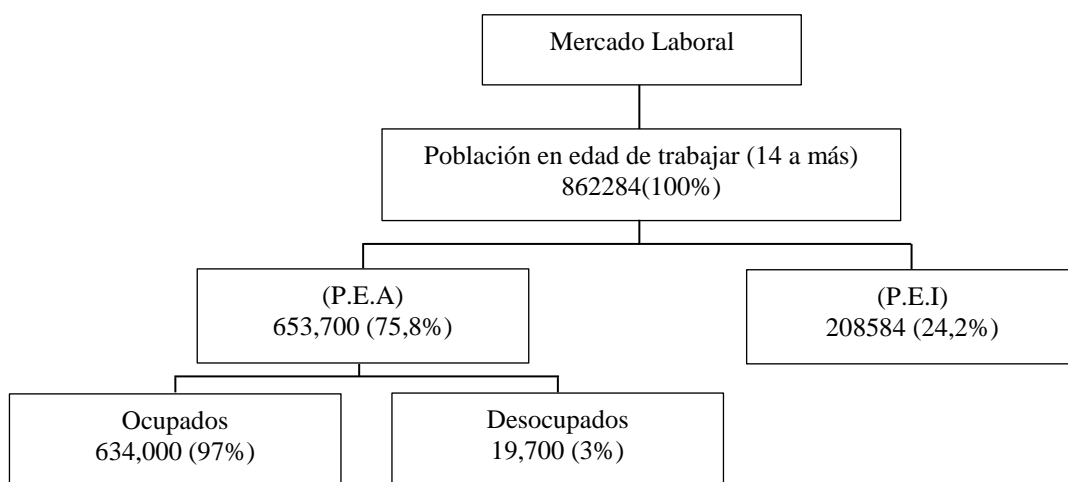 Mercado Laboral
Población en edad de trabajar (14 a más)
862284(100%)
(P.E.A)
653,700 (75,8%)
(P.E.I)
208584 (24,2%)
Ocupados
634,000 (97%)
Desocupados
19,700 (3%)